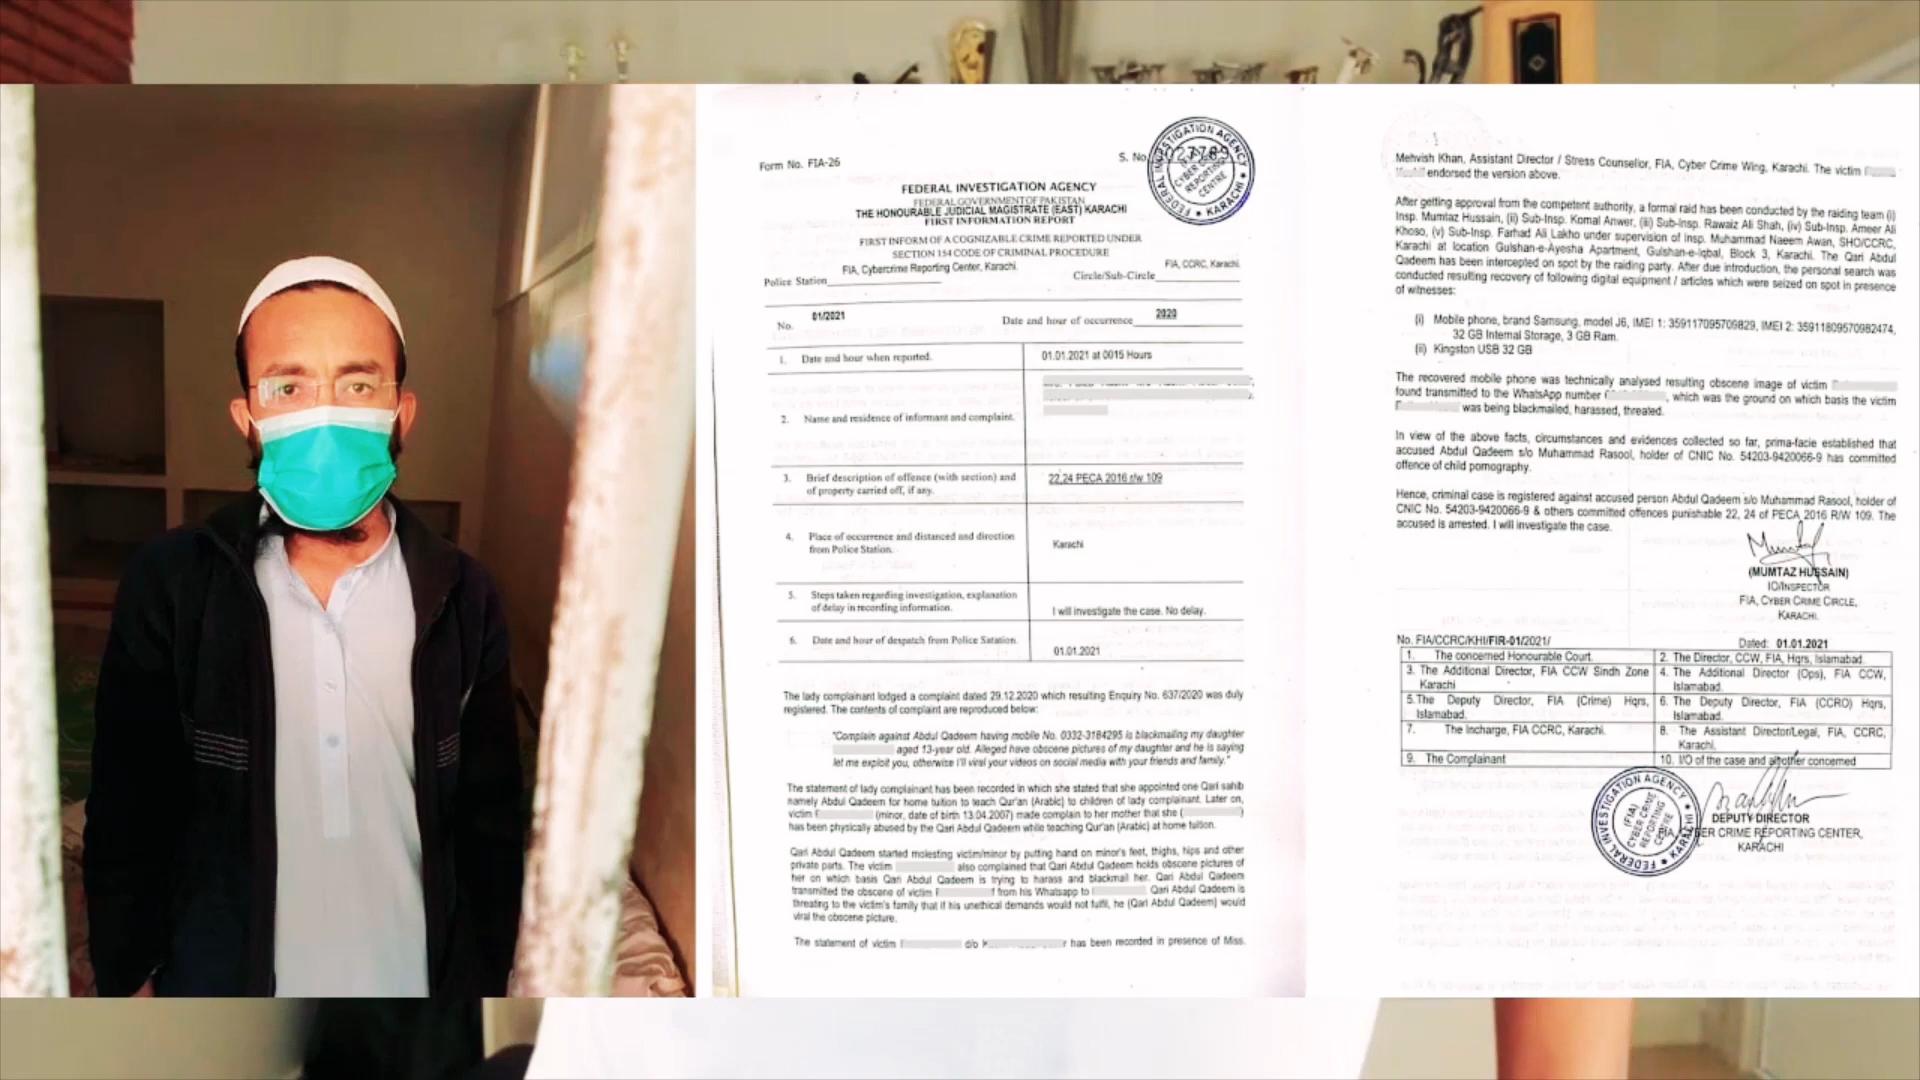 Form No. FIA-26
S. No. 027789
FEDERAL INVESTIGATION AGENCY KARACHI
CYBER CRIME REPORTING CENTRE
FEDERAL INVESTIGATION AGENCY
FEDERAL GOVERNMENT OF PAKISTAN
THE HONOURABLE JUDICIAL MAGISTRATE (EAST) KARACHI
FIRST INFORMATION REPORT
FIRST INFORM OF A COGNIZABLE CRIME REPORTED UNDER
SECTION 154 CODE OF CRIMINAL PROCEDURE
Police Station FIA, Cybercrime Reporting Center, Karachi.
Circle/Sub-Circle FIA, CCRC, Karachi.
No. 01/2021
Date and hour of occurrence 2020
1. Date and hour when reported.
01.01.2021 at 0015 Hours
2. Name and residence of informant and complaint.
3. Brief description of offence (with section) and
of property carried off, if any.
22,24 PECA 2016 r/w 109
4. Place of occurrence and distanced and direction
from Police Station.
Karachi
5. Steps taken regarding investigation, explanation
of delay in recording information.
I will investigate the case. No delay.
6. Date and hour of despatch from Police Satation.
01.01.2021
The lady complainant lodged a complaint dated 29.12.2020 which resulting Enquiry No. 637/2020 was duly
registered. The contents of complaint are reproduced below:
"Complain against Abdul Qadeem having mobile No. 0332-3184295 is blackmailing my daughter
aged 13-year old. Alleged have obscene pictures of my daughter and he is saying
let me exploit you, otherwise I'll viral your videos on social media with your friends and family."
The statement of lady complainant has been recorded in which she stated that she appointed one Qari sahib
namely Abdul Qadeem for home tuition to teach Qur'an (Arabic) to children of lady complainant. Later on,
victim (minor, date of birth 13.04.2007) made complain to her mother that she ( )
has been physically abused by the Qari Abdul Qadeem while teaching Qur'an (Arabic) at home tuition.
Qari Abdul Qadeem started molesting victim/minor by putting hand on minor's feet, thighs, hips and other
private parts. The victim also complained that Qari Abdul Qadeem holds obscene pictures of
her on which basis Qari Abdul Qadeem is trying to harass and blackmail her. Qari Abdul Qadeem
transmitted the obscene of victim from his Whatsapp to Qari Abdul Qadeem is
threating to the victim's family that if his unethical demands would not fulfil, he (Qari Abdul Qadeem) would
viral the obscene picture.
The statement of victim d/o has been recorded in presence of Miss.
Mehvish Khan, Assistant Director / Stress Counsellor, FIA, Cyber Crime Wing, Karachi. The victim
endorsed the version above.
After getting approval from the competent authority, a formal raid has been conducted by the raiding team (i)
Insp. Mumtaz Hussain, (ii) Sub-Insp. Komal Anwer, (iii) Sub-Insp. Rawaiz Ali Shah, (iv) Sub-Insp. Ameer Ali
Khoso, (v) Sub-Insp. Farhad Ali Lakho under supervision of Insp. Muhammad Naeem Awan, SHO/CCRC,
Karachi at location Gulshan-e-Ayesha Apartment, Gulshan-e-Iqbal, Block 3, Karachi. The Qari Abdul
Qadeem has been intercepted on spot by the raiding party. After due introduction, the personal search was
conducted resulting recovery of following digital equipment / articles which were seized on spot in presence
of witnesses:
(i) Mobile phone, brand Samsung, model J6, IMEI 1: 359117095709829, IMEI 2: 35911809570982474,
32 GB Internal Storage, 3 GB Ram.
(ii) Kingston USB 32 GB
The recovered mobile phone was technically analysed resulting obscene image of victim
found transmitted to the WhatsApp number ( , which was the ground on which basis the victim
was being blackmailed, harassed, threated.
In view of the above facts, circumstances and evidences collected so far, prima-facie established that
accused Abdul Qadeem s/o Muhammad Rasool, holder of CNIC No. 54203-9420066-9 has committed
offence of child pornography.
Hence, criminal case is registered against accused person Abdul Qadeem s/o Muhammad Rasool, holder of
CNIC No. 54203-9420066-9 & others committed offences punishable 22, 24 of PECA 2016 R/W 109. The
accused is arrested. I will investigate the case.
(MUMTAZ HUSSAIN)
IO/INSPECTOR
FIA, CYBER CRIME CIRCLE,
KARACHI.
No. FIA/CCRC/KHI/FIR-01/2021/
Dated: 01.01.2021
1. The concerned Honourable Court.
2. The Director, CCW, FIA, Hqrs, Islamabad.
3. The Additional Director, FIA CCW Sindh Zone
Karachi
4. The Additional Director (Ops), FIA CCW,
Islamabad.
5. The Deputy Director, FIA (Crime) Hqrs,
Islamabad.
6. The Deputy Director, FIA (CCRO) Hqrs,
Islamabad.
7. The Incharge, FIA CCRC, Karachi.
8. The Assistant Director/Legal, FIA, CCRC,
Karachi.
9. The Complainant
10. I/O of the case and all other concerned
FEDERAL INVESTIGATION AGENCY KARACHI
(FIA) CYBER CRIME REPORTING CENTRE
DEPUTY DIRECTOR
FIA, CYBER CRIME REPORTING CENTER,
KARACHI